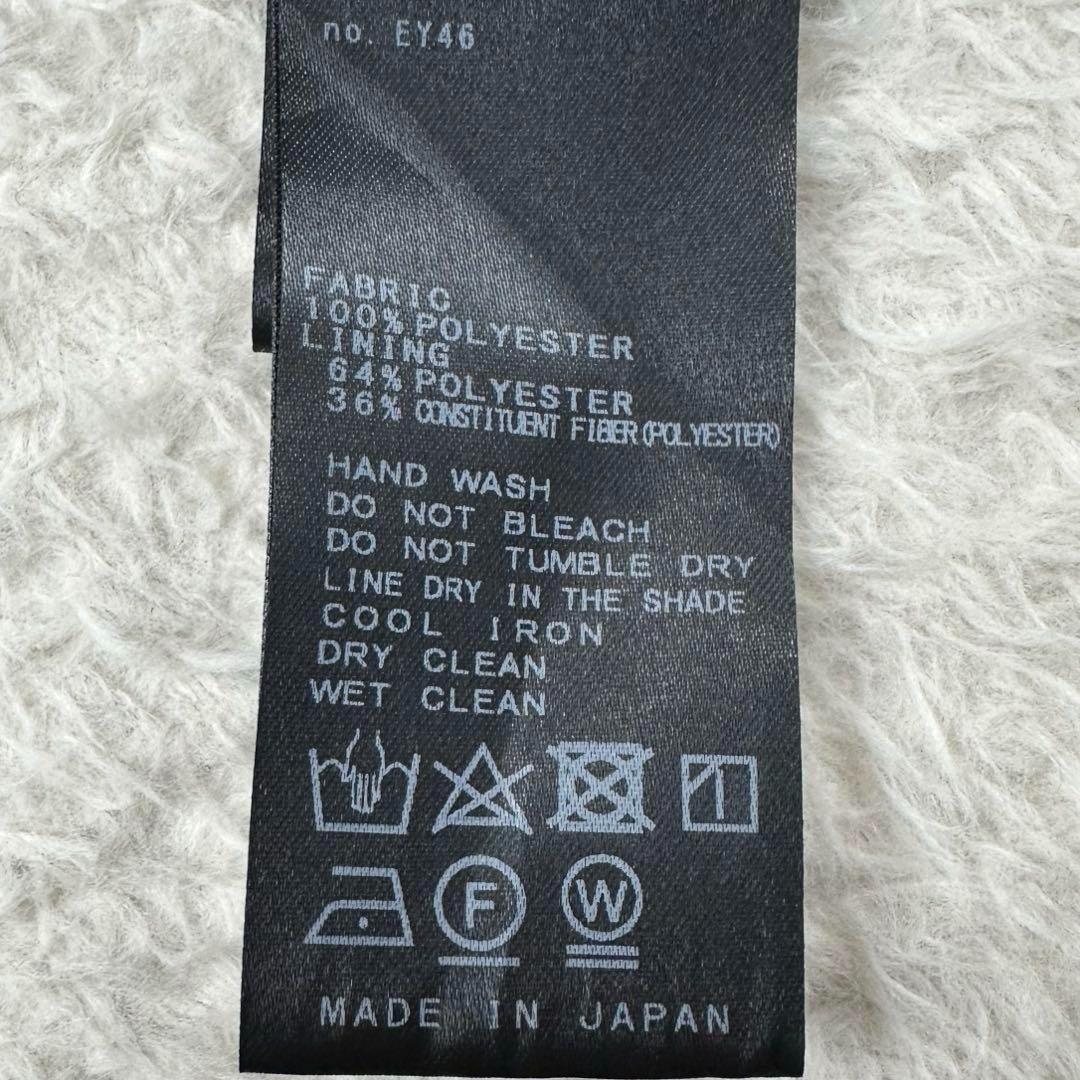 no. EY46
FABRIC
100% POLYESTER
LINING
64% POLYESTER
36% CONSTITUENT FIBER(POLYESTER)
HAND WASH
DO NOT BLEACH
DO NOT TUMBLE DRY
LINE DRY IN THE SHADE
COOL IRON
DRY CLEAN
WET CLEAN
F W
MADE IN JAPAN